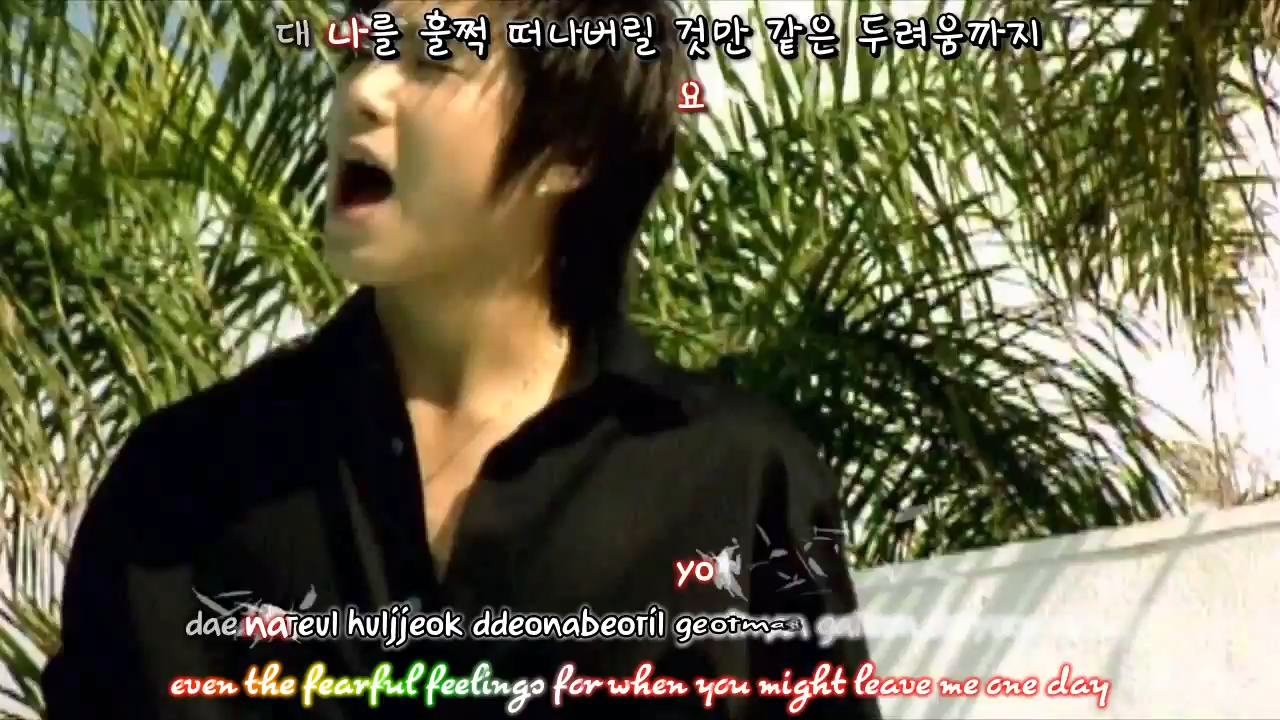 대 나를 훌쩍 떠나버릴 것만 같은 두려움까지
요
yo
dae nareul huljjeok ddeonabeoril geotman
even the fearful feelings for when you might leave me one day